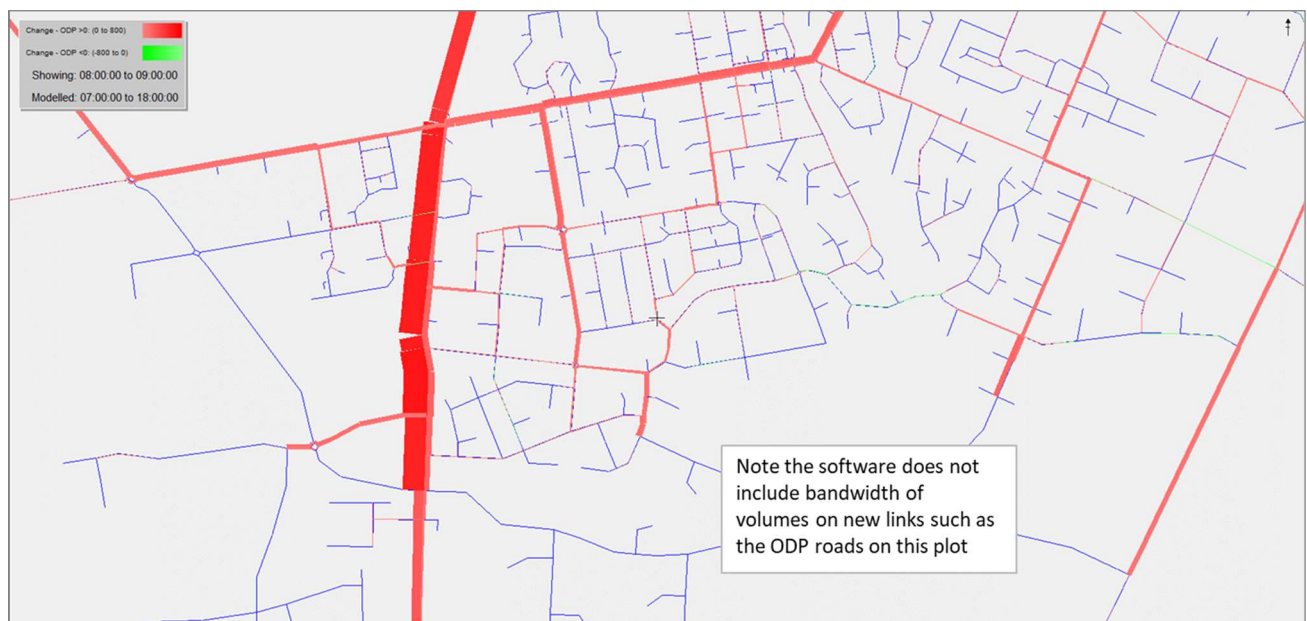 Change - ODP >0: (0 to 800)
Change - ODP <0: (-800 to 0)
Showing: 08:00:00 to 09:00:00
Modelled: 07:00:00 to 18:00:00
Note the software does not
include bandwidth of
volumes on new links such as
the ODP roads on this plot